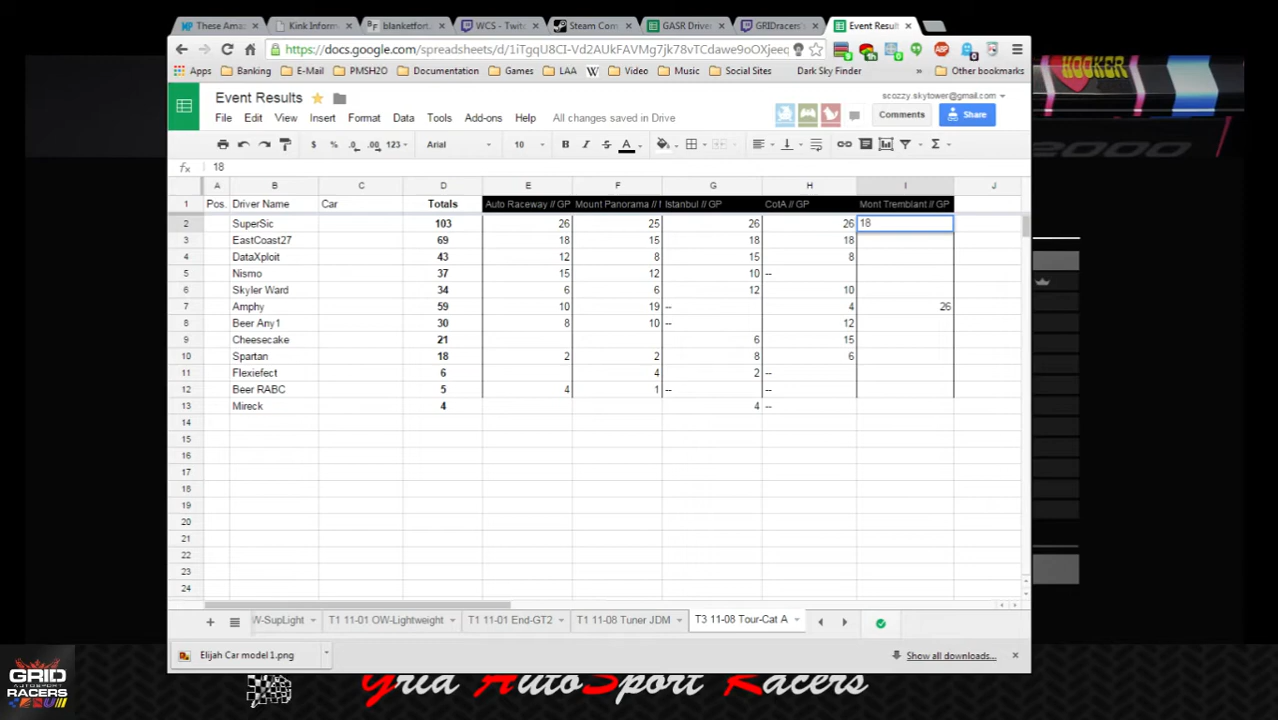 These Ama
Kink Inform
blanketfort.
WCS - Twitc
Steam Com
GASR Driver
GRIDracers'
Event Result
https://docs.google.com/spreadsheets/d/1iTgqU8CI-Vd2AUkFAVMg7jk78vTCdawe9oOXjeeq
Apps Banking E-Mail PMSH2O Documentation Games LAA Video Music Social Sites Dark Sky Finder » Other bookmarks
HOOKER
2000
Event Results
scozzy.skytower@gmail.com
File Edit View Insert Format Data Tools Add-ons Help All changes saved in Drive
Comments Share
$ % .0 .00 123 Arial 10 B I S A
fx 18
A B C D E F G H I J
1 Pos. Driver Name Car Totals Auto Raceway // GP Mount Panorama // Istanbul // GP CotA // GP Mont Tremblant // GP
2 SuperSic 103 26 25 26 26 18
3 EastCoast27 69 18 15 18 18
4 DataXploit 43 12 8 15 8
5 Nismo 37 15 12 10 --
6 Skyler Ward 34 6 6 12 10
7 Amphy 59 10 19 -- 4 26
8 Beer Any1 30 8 10 -- 12
9 Cheesecake 21 6 15
10 Spartan 18 2 2 8 6
11 Flexiefect 6 4 2 --
12 Beer RABC 5 4 1 -- --
13 Mireck 4 4 --
14
15
16
17
18
19
20
21
22
23
24
W-SupLight T1 11-01 OW-Lightweight T1 11-01 End-GT2 T1 11-08 Tuner JDM T3 11-08 Tour-Cat A
Elijah Car model 1.png
Show all downloads...
GRID
AUTOSPORT
RACERS
Grid AutoSport Racers